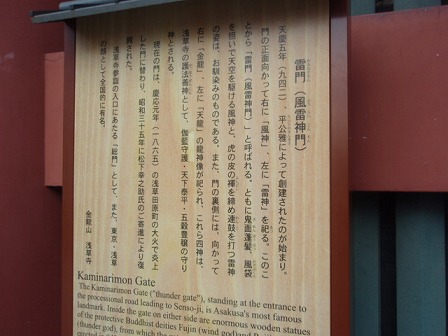 雷門（風雷神門）
天慶五年（九四二）、平公雅によって創建されたのが始まり。
門の正面向かって右に「風神」、左に「雷神」を祀る。このこ
とから「雷門（風雷神門）」と呼ばれる。ともに鬼面蓬髪、風袋
を担いで天空を駆ける風神と、虎の皮の褌を締め連鼓を打つ雷神
の姿は、お馴染みのものである。また、門の裏側には、向かって
右に「金龍」、左に「天龍」の龍神像が祀られ、これら四神は、
浅草寺の護法善神として、伽藍守護・天下泰平・五穀豊穣の守り
神とされる。
現在の門は、慶応元年（一八六五）の浅草田原町の大火で炎上
した門に替わり、昭和三十五年に松下幸之助氏のご寄進により復
興された。
浅草寺参詣の入口にあたる「総門」として、また、東京・浅草
の顔として全国的に有名。
金龍山 浅草寺
Kaminarimon Gate
The Kaminarimon Gate ("thunder gate"), standing at the entrance to
the processional road leading to Senso-ji, is Asakusa's most famous
landmark. Inside the gate on either side are enormous wooden statues
of the protective Buddhist deities Fujin (wind god)and
(thunder god), from which the